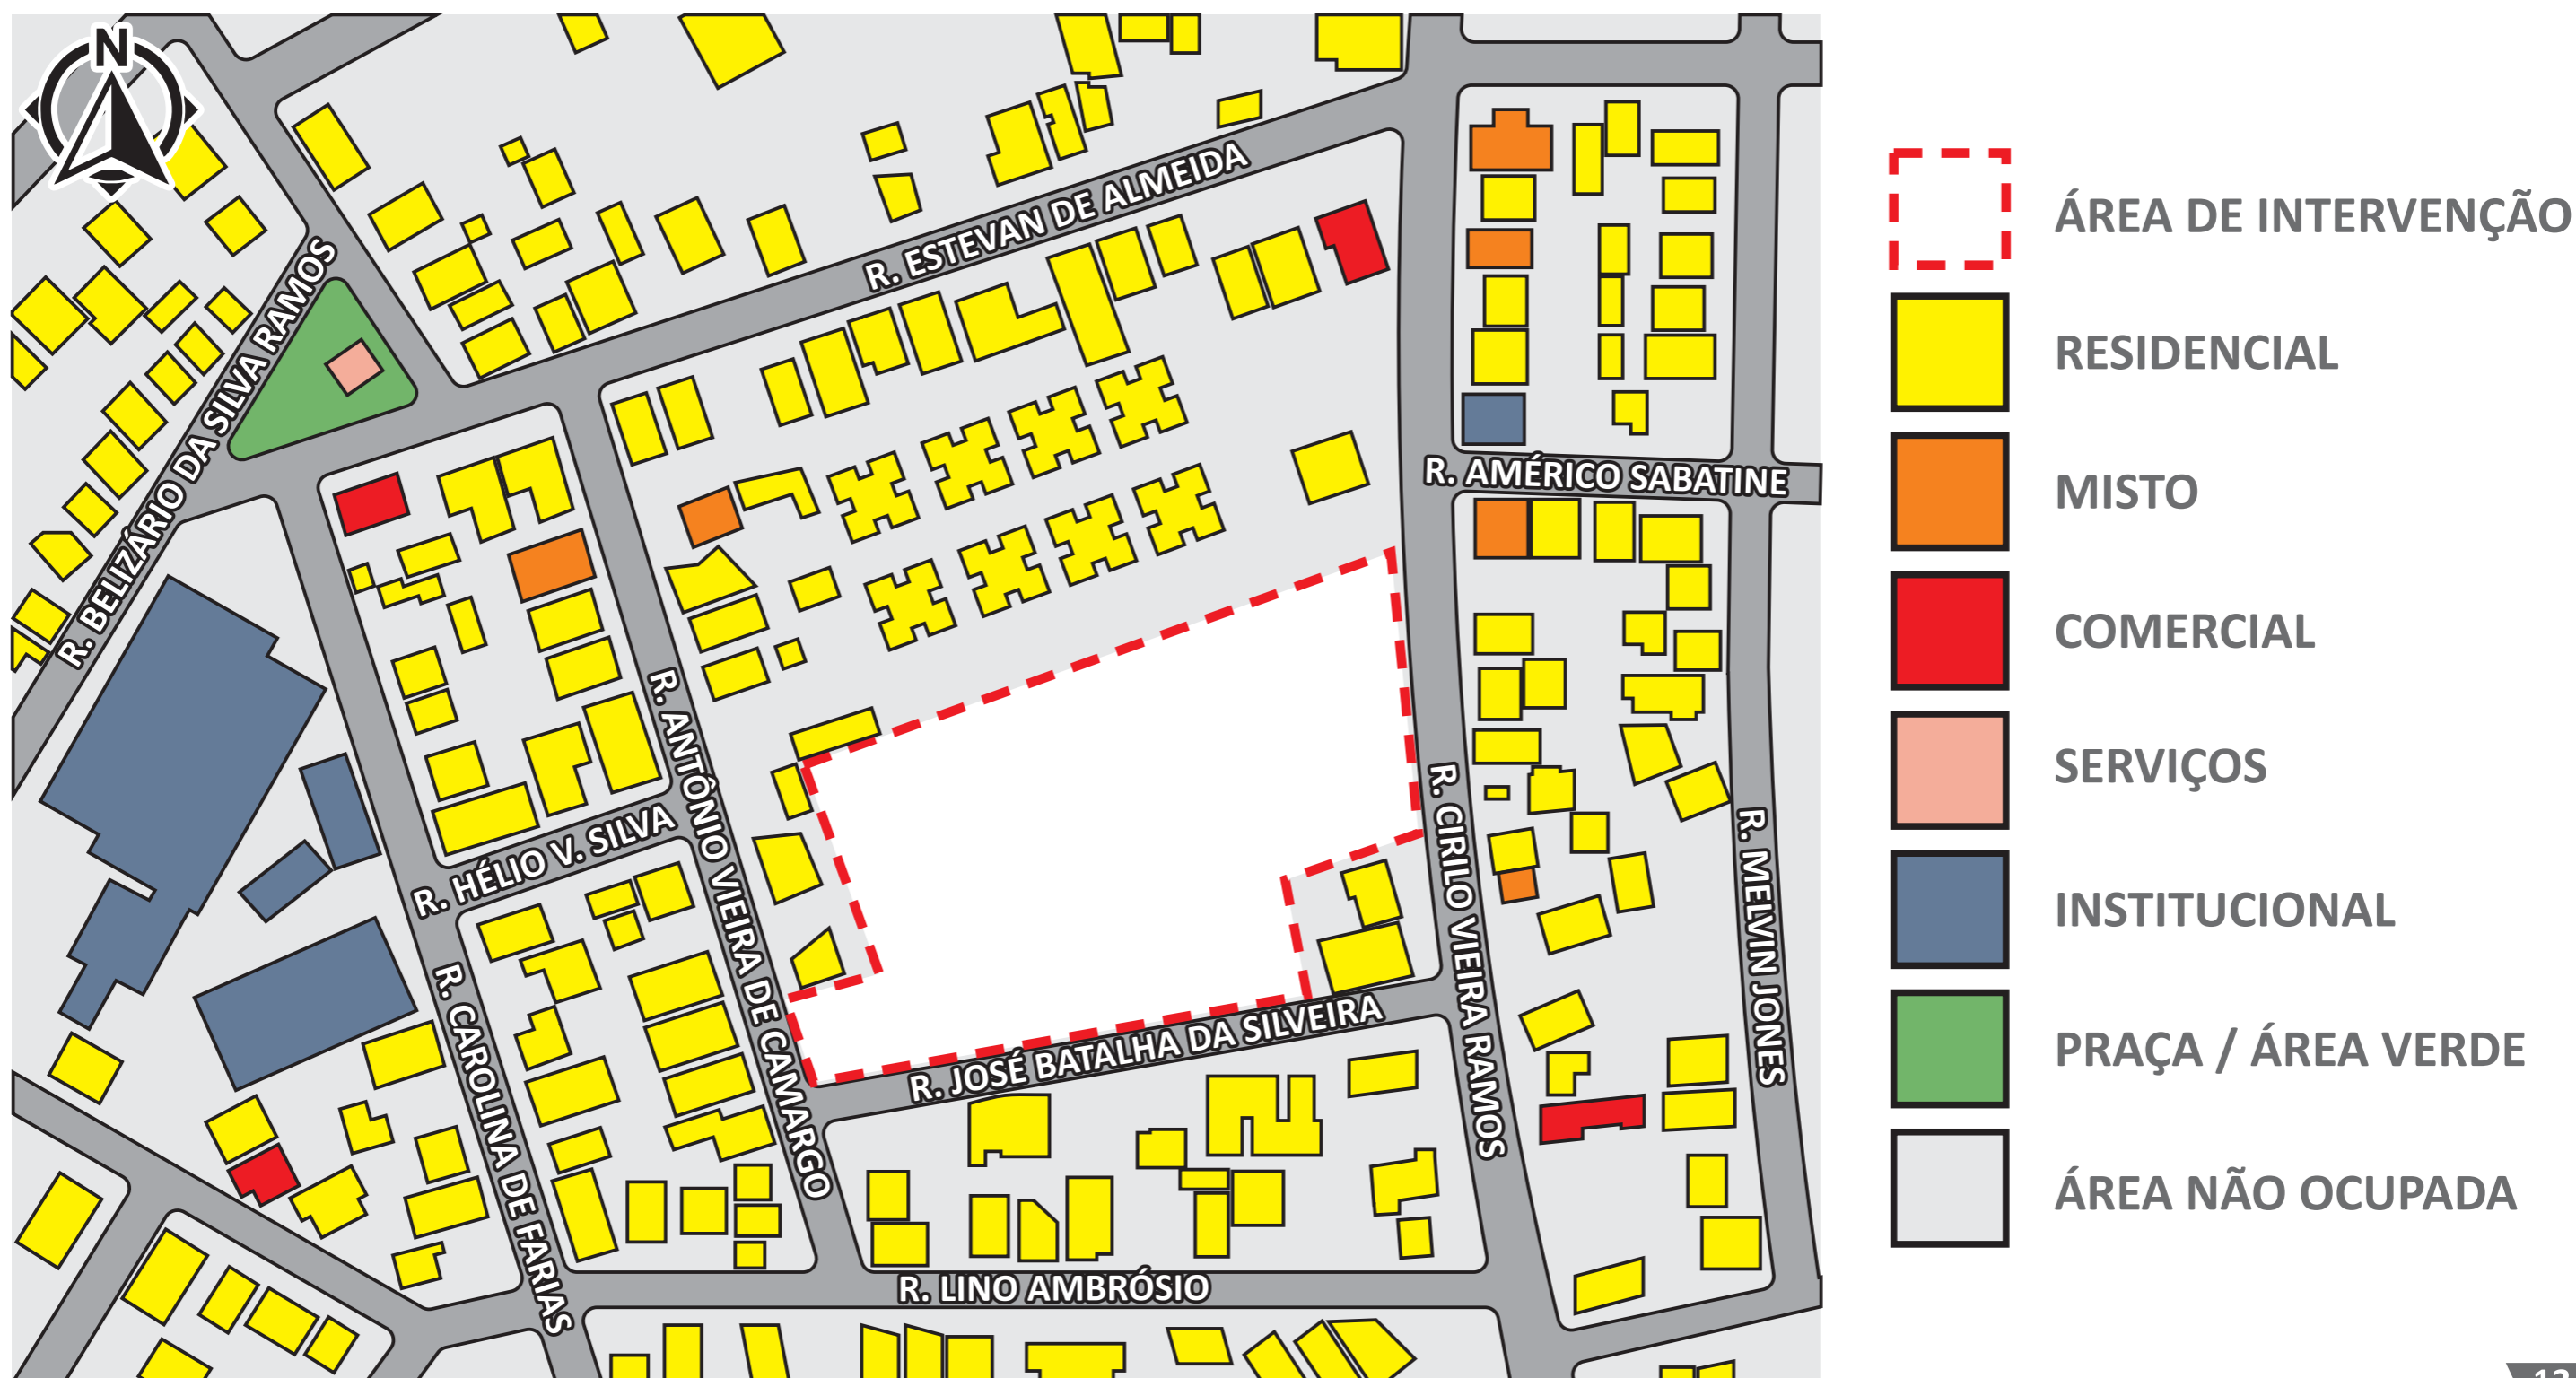 N
R. ESTEVAN DE ALMEIDA
R. BELIZÁRIO DA SILVA RAMOS
R. AMÉRICO SABATINE
R. ANTÔNIO VIEIRA DE CAMARGO
R. HÉLIO V. SILVA
R. CIRILO VIEIRA RAMOS
R. MELVIN JONES
R. CAROLINA DE FARIAS
R. JOSÉ BATALHA DA SILVEIRA
R. LINO AMBRÓSIO
ÁREA DE INTERVENÇÃO
RESIDENCIAL
MISTO
COMERCIAL
SERVIÇOS
INSTITUCIONAL
PRAÇA / ÁREA VERDE
ÁREA NÃO OCUPADA